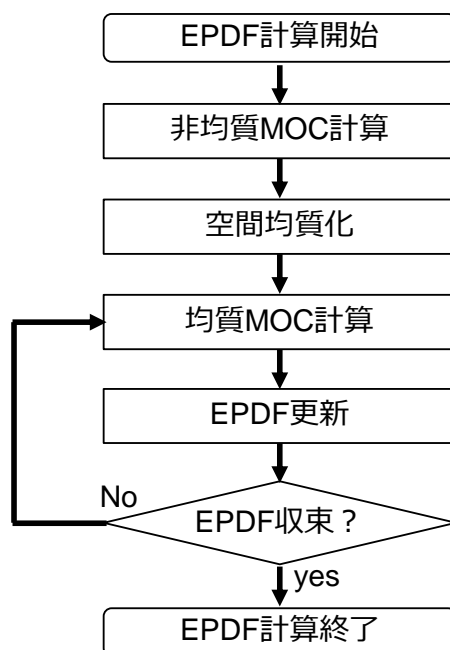 EPDF計算開始
非均質MOC計算
空間均質化
均質MOC計算
EPDF更新
No
EPDF収束？
yes
EPDF計算終了